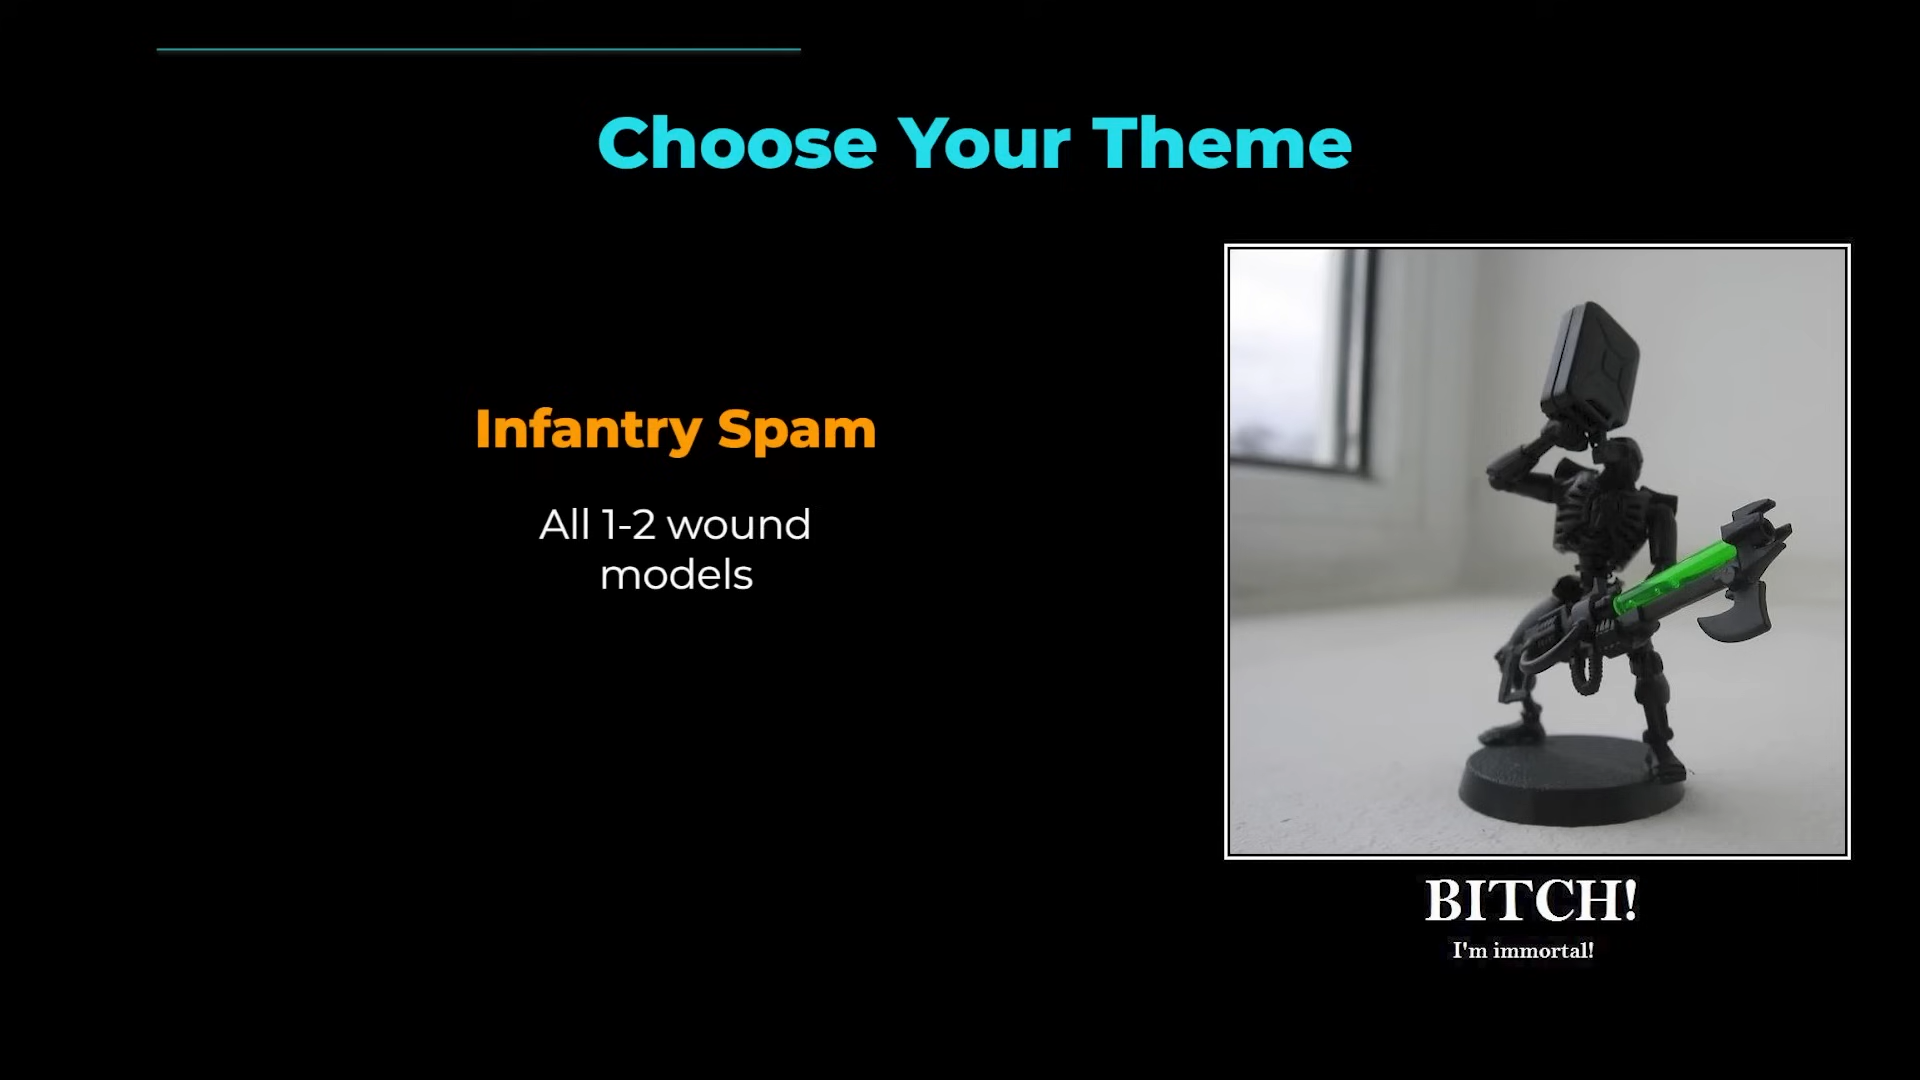 Choose Your Theme
Infantry Spam
All 1-2 wound
models
BITCH!
I'm immortal!